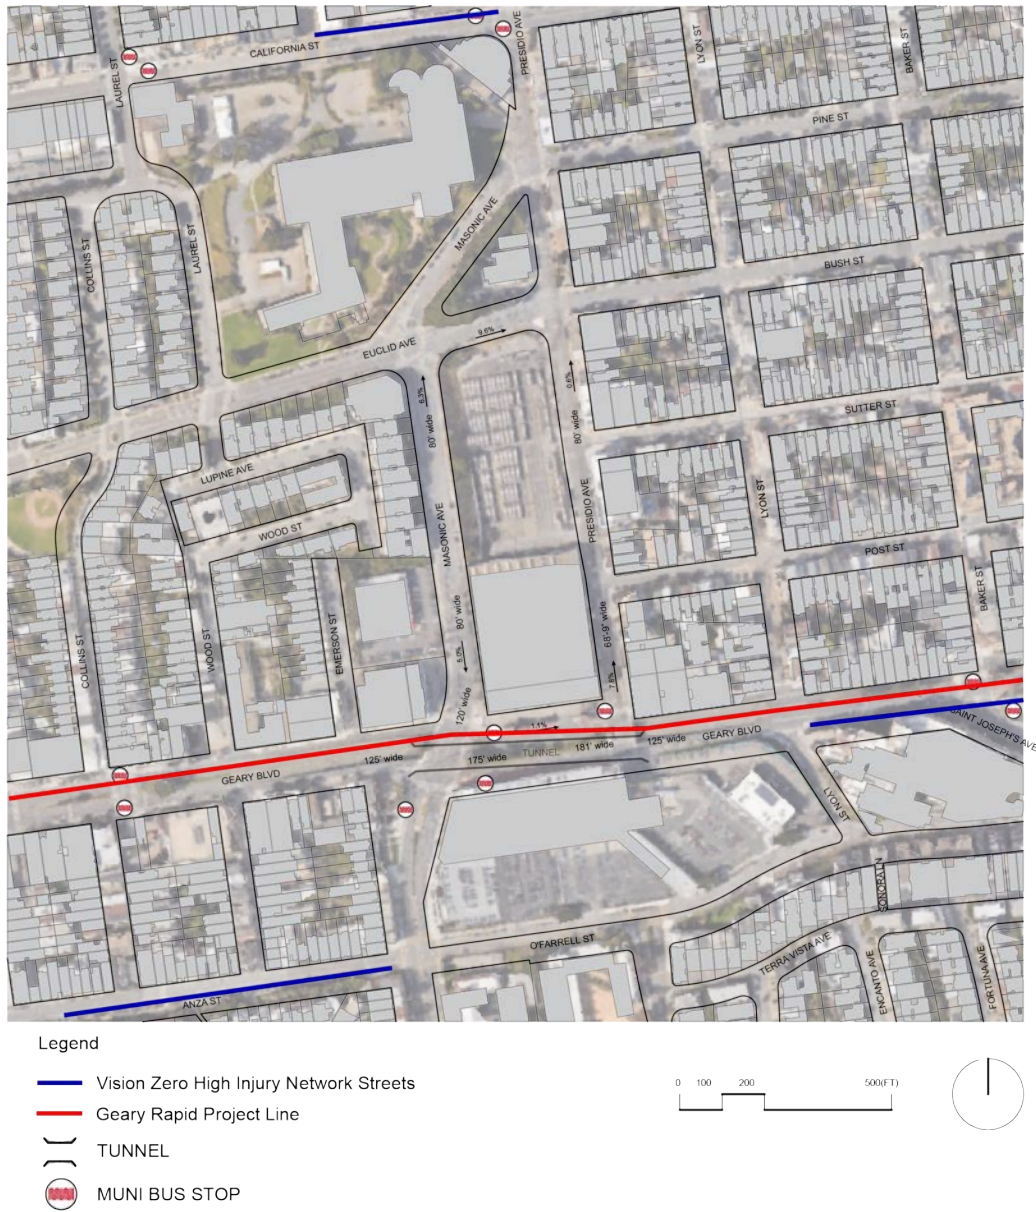 CALIFORNIA ST
LAUREL ST
PRESIDIO AVE
LYON ST
BAKER ST
PINE ST
MASONIC AVE
COLLINS ST
LAUREL ST
BUSH ST
EUCLID AVE
9.6%
6.3%
80' wide
0.6%
80' wide
SUTTER ST
LUPINE AVE
WOOD ST
MASONIC AVE
PRESIDIO AVE
LYON ST
POST ST
BAKER ST
COLLINS ST
WOOD ST
EMERSON ST
80' wide
5.0%
120' wide
68'-9" wide
7.8%
1.1%
TUNNEL
125' wide
175' wide
181' wide
125' wide
GEARY BLVD
GEARY BLVD
SAINT JOSEPH'S AVE
LYON ST
SONORA LN
O'FARRELL ST
TERRA VISTA AVE
ENCANTO AVE
FORTUNA AVE
ANZA ST
Legend
Vision Zero High Injury Network Streets
Geary Rapid Project Line
TUNNEL
MUNI BUS STOP
0 100 200 500(FT)